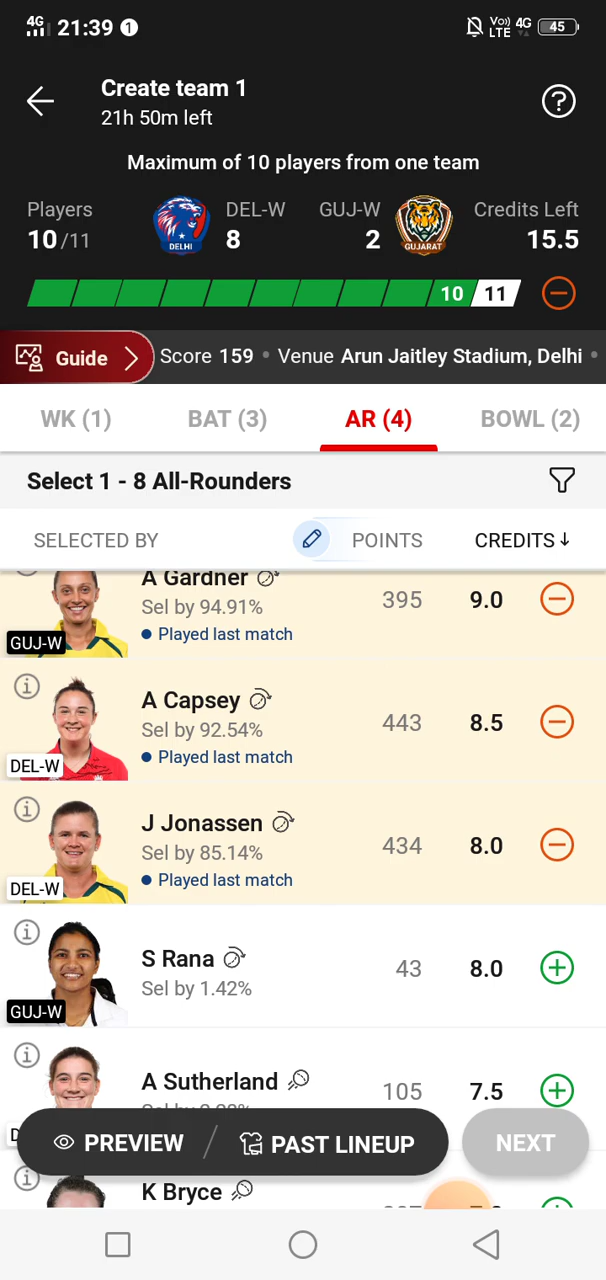 4G 21:39 1 Vo) LTE 4G 45
Create team 1
21h 50m left
Maximum of 10 players from one team
Players DEL-W GUJ-W Credits Left
10/11 DELHI 8 2 GUJARAT 15.5
10 11
Guide Score 159 • Venue Arun Jaitley Stadium, Delhi •
WK (1) BAT (3) AR (4) BOWL (2)
Select 1 - 8 All-Rounders
SELECTED BY POINTS CREDITS↓
A Gardner
Sel by 94.91% 395 9.0
GUJ-W • Played last match
A Capsey
Sel by 92.54% 443 8.5
DEL-W • Played last match
J Jonassen
Sel by 85.14% 434 8.0
DEL-W • Played last match
S Rana
Sel by 1.42% 43 8.0
GUJ-W
A Sutherland 105 7.5
PREVIEW / PAST LINEUP NEXT
K Bryce